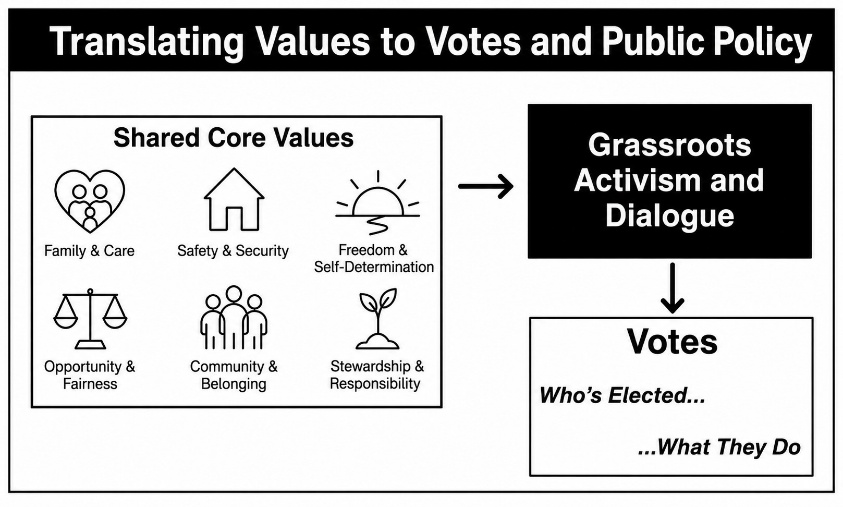 Translating Values to Votes and Public Policy
Shared Core Values
Family & Care
Safety & Security
Freedom &
Self-Determination
Opportunity &
Fairness
Community &
Belonging
Stewardship &
Responsibility
Grassroots
Activism and
Dialogue
Votes
Who’s Elected...
...What They Do